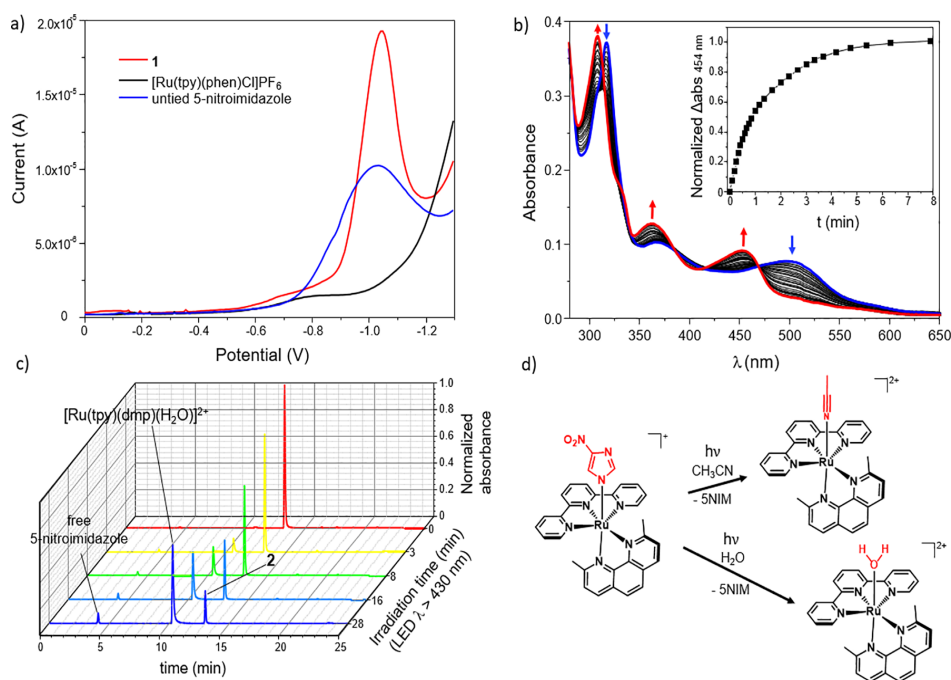 a)
2.0x10⁻⁵
1.5x10⁻⁵
1.0x10⁻⁵
5.0x10⁻⁶
0
Current (A)
1
[Ru(tpy)(phen)Cl]PF₆
untied 5-nitroimidazole
0 -0.2 -0.4 -0.6 -0.8 -1.0 -1.2
Potential (V)
b)
0.4
0.3
0.2
0.1
0.0
Absorbance
300 350 400 450 500 550 600 650
λ (nm)
Normalized Δabs 454 nm
1.0
0.8
0.6
0.4
0.2
0
0 1 2 3 4 5 6 7 8
t (min)
c)
[Ru(tpy)(dmp)(H₂O)]²⁺
free
5-nitroimidazole
2
1.0
0.8
0.6
0.4
0.2
0
Normalized
absorbance
0
3
8
16
28
Irradiation time (min)
(LED λ > 430 nm)
0 5 10 15 20 25
time (min)
d)
O₂N
N
N
+
N
N
N
Ru
N
N
hν
CH₃CN
- 5NIM
hν
H₂O
- 5NIM
2+
N
N
N
N
Ru
N
N
2+
H H
O
N
N
N
Ru
N
N